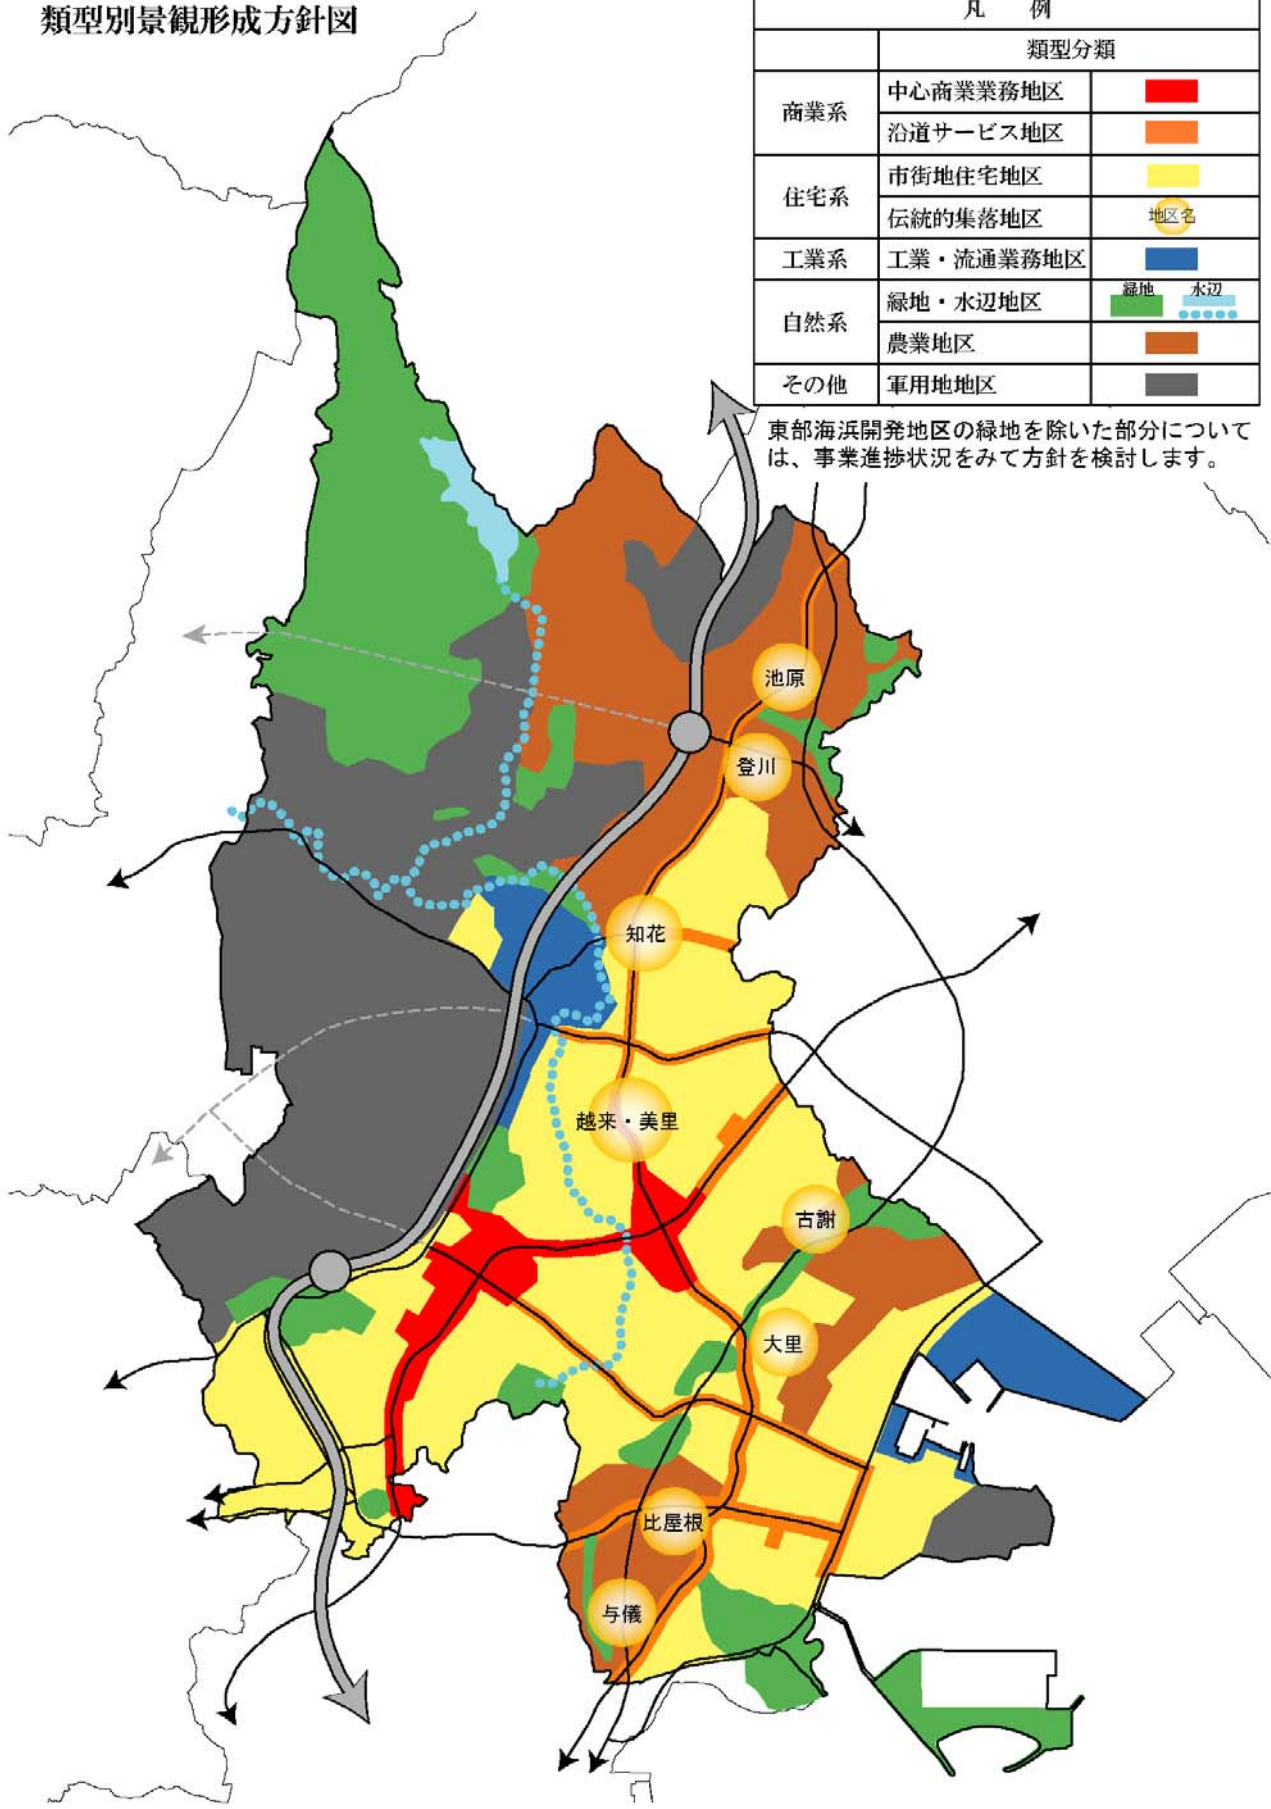 類型別景観形成方針図
凡 例
類型分類
商業系
中心商業業務地区
沿道サービス地区
住宅系
市街地住宅地区
伝統的集落地区
地区名
工業系
工業・流通業務地区
自然系
緑地・水辺地区
緑地
水辺
農業地区
その他
軍用地地区
東部海浜開発地区の緑地を除いた部分について
は、事業進捗状況をみて方針を検討します。
池原
登川
知花
越来・美里
古謝
大里
比屋根
与儀